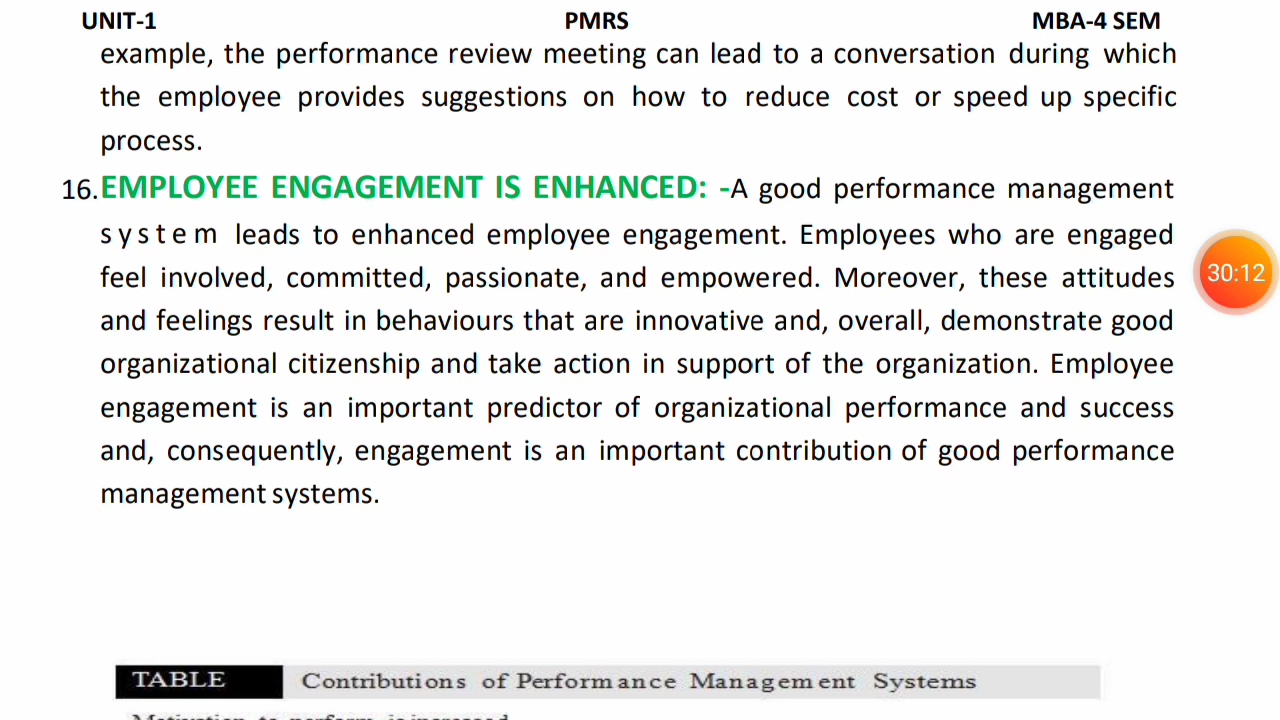 UNIT-1 PMRS MBA-4 SEM
example, the performance review meeting can lead to a conversation during which
the employee provides suggestions on how to reduce cost or speed up specific
process.
16. EMPLOYEE ENGAGEMENT IS ENHANCED: -A good performance management
system leads to enhanced employee engagement. Employees who are engaged
feel involved, committed, passionate, and empowered. Moreover, these attitudes
and feelings result in behaviours that are innovative and, overall, demonstrate good
organizational citizenship and take action in support of the organization. Employee
engagement is an important predictor of organizational performance and success
and, consequently, engagement is an important contribution of good performance
management systems.
30:12
TABLE Contributions of Performance Management Systems
Motivation to perform is increased